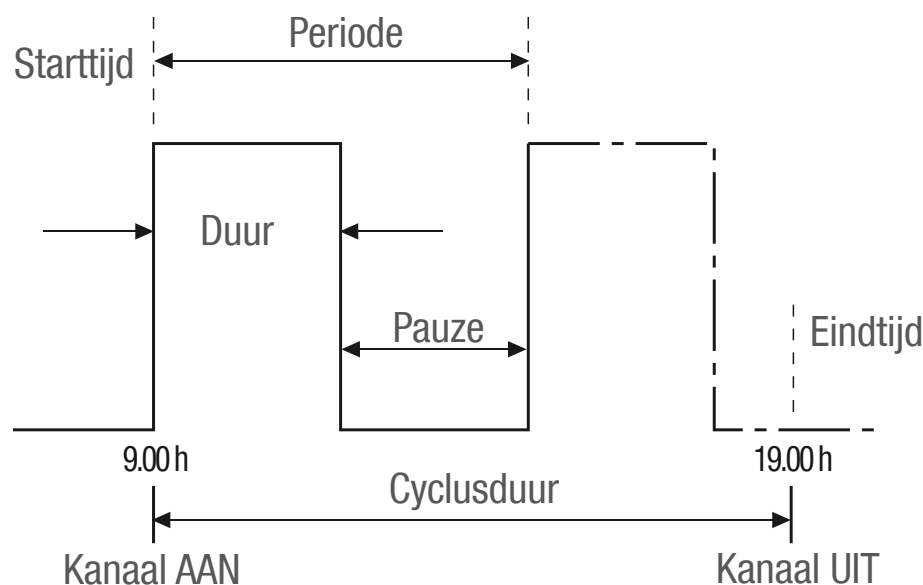 Periode
Starttijd
Duur
Pauze
Eindtijd
9.00 h
19.00 h
Cyclusduur
Kanaal AAN
Kanaal UIT